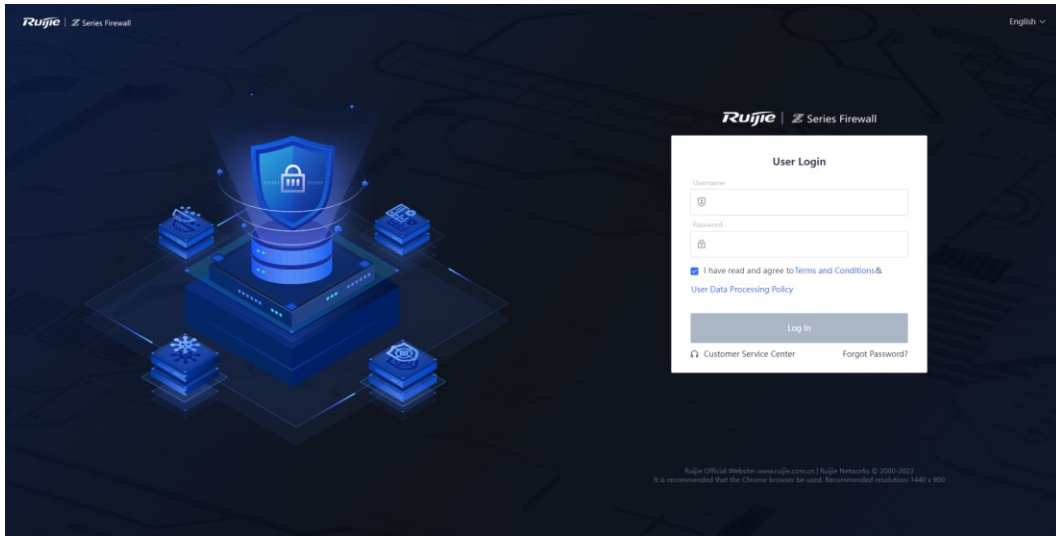 Ruijie | Z Series Firewall
English
Ruijie | Z Series Firewall
User Login
Username
Password
I have read and agree to Terms and Conditions&
User Data Processing Policy
Log In
Customer Service Center
Forgot Password?
Ruijie Official Website: www.ruijie.com.cn | Ruijie Networks © 2000-2023
It is recommended that the Chrome browser be used. Recommended resolution: 1440 x 900